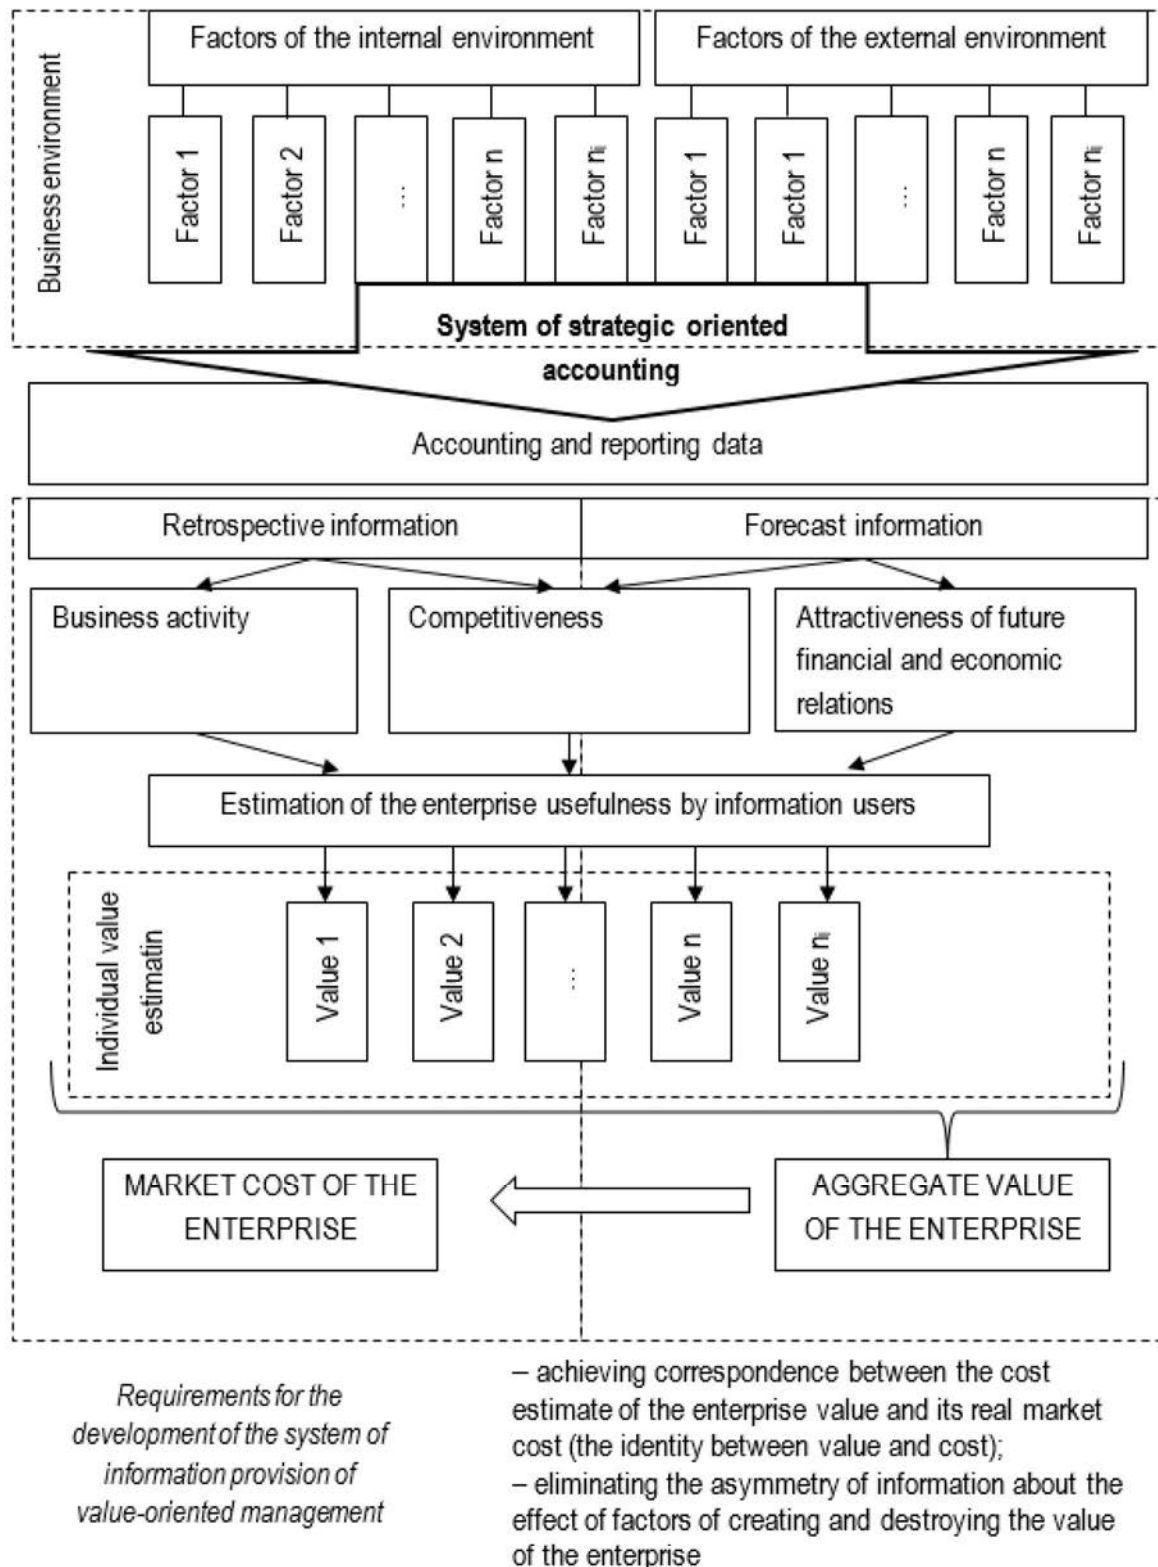 Factors of the internal environment
Factors of the external environment
Business environment
Factor 1
Factor 2
...
Factor n
Factor nᵢ
Factor 1
Factor 1
...
Factor n
Factor nᵢ
System of strategic oriented
accounting
Accounting and reporting data
Retrospective information
Forecast information
Business activity
Competitiveness
Attractiveness of future
financial and economic
relations
Estimation of the enterprise usefulness by information users
Individual value
estimatin
Value 1
Value 2
...
Value n
Value nᵢ
MARKET COST OF THE
ENTERPRISE
AGGREGATE VALUE
OF THE ENTERPRISE
Requirements for the
development of the system of
information provision of
value-oriented management
– achieving correspondence between the cost
estimate of the enterprise value and its real market
cost (the identity between value and cost);
– eliminating the asymmetry of information about the
effect of factors of creating and destroying the value
of the enterprise